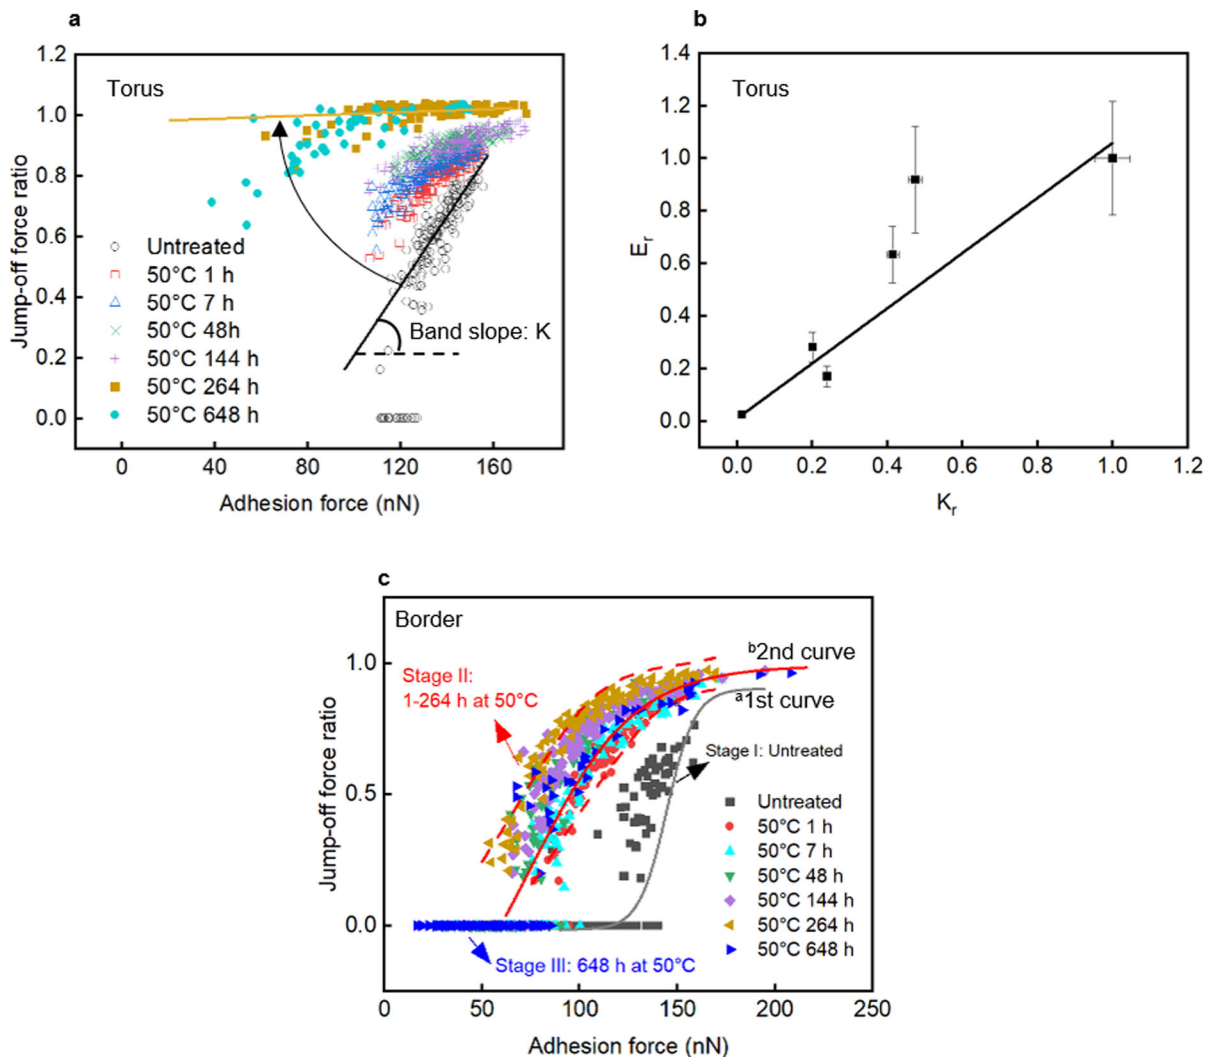 a
Torus
1.2
1.0
0.8
0.6
0.4
0.2
0.0
Jump-off force ratio
Untreated
50°C 1 h
50°C 7 h
50°C 48h
50°C 144 h
50°C 264 h
50°C 648 h
Band slope: K
0 40 80 120 160
Adhesion force (nN)
b
Torus
1.4
1.2
1.0
0.8
0.6
0.4
0.2
0.0
Er
0.0 0.2 0.4 0.6 0.8 1.0 1.2
Kr
c
Border
1.0
0.5
0.0
Jump-off force ratio
Stage II:
1-264 h at 50°C
b2nd curve
a1st curve
Stage I: Untreated
Untreated
50°C 1 h
50°C 7 h
50°C 48 h
50°C 144 h
50°C 264 h
50°C 648 h
Stage III: 648 h at 50°C
50 100 150 200 250
Adhesion force (nN)